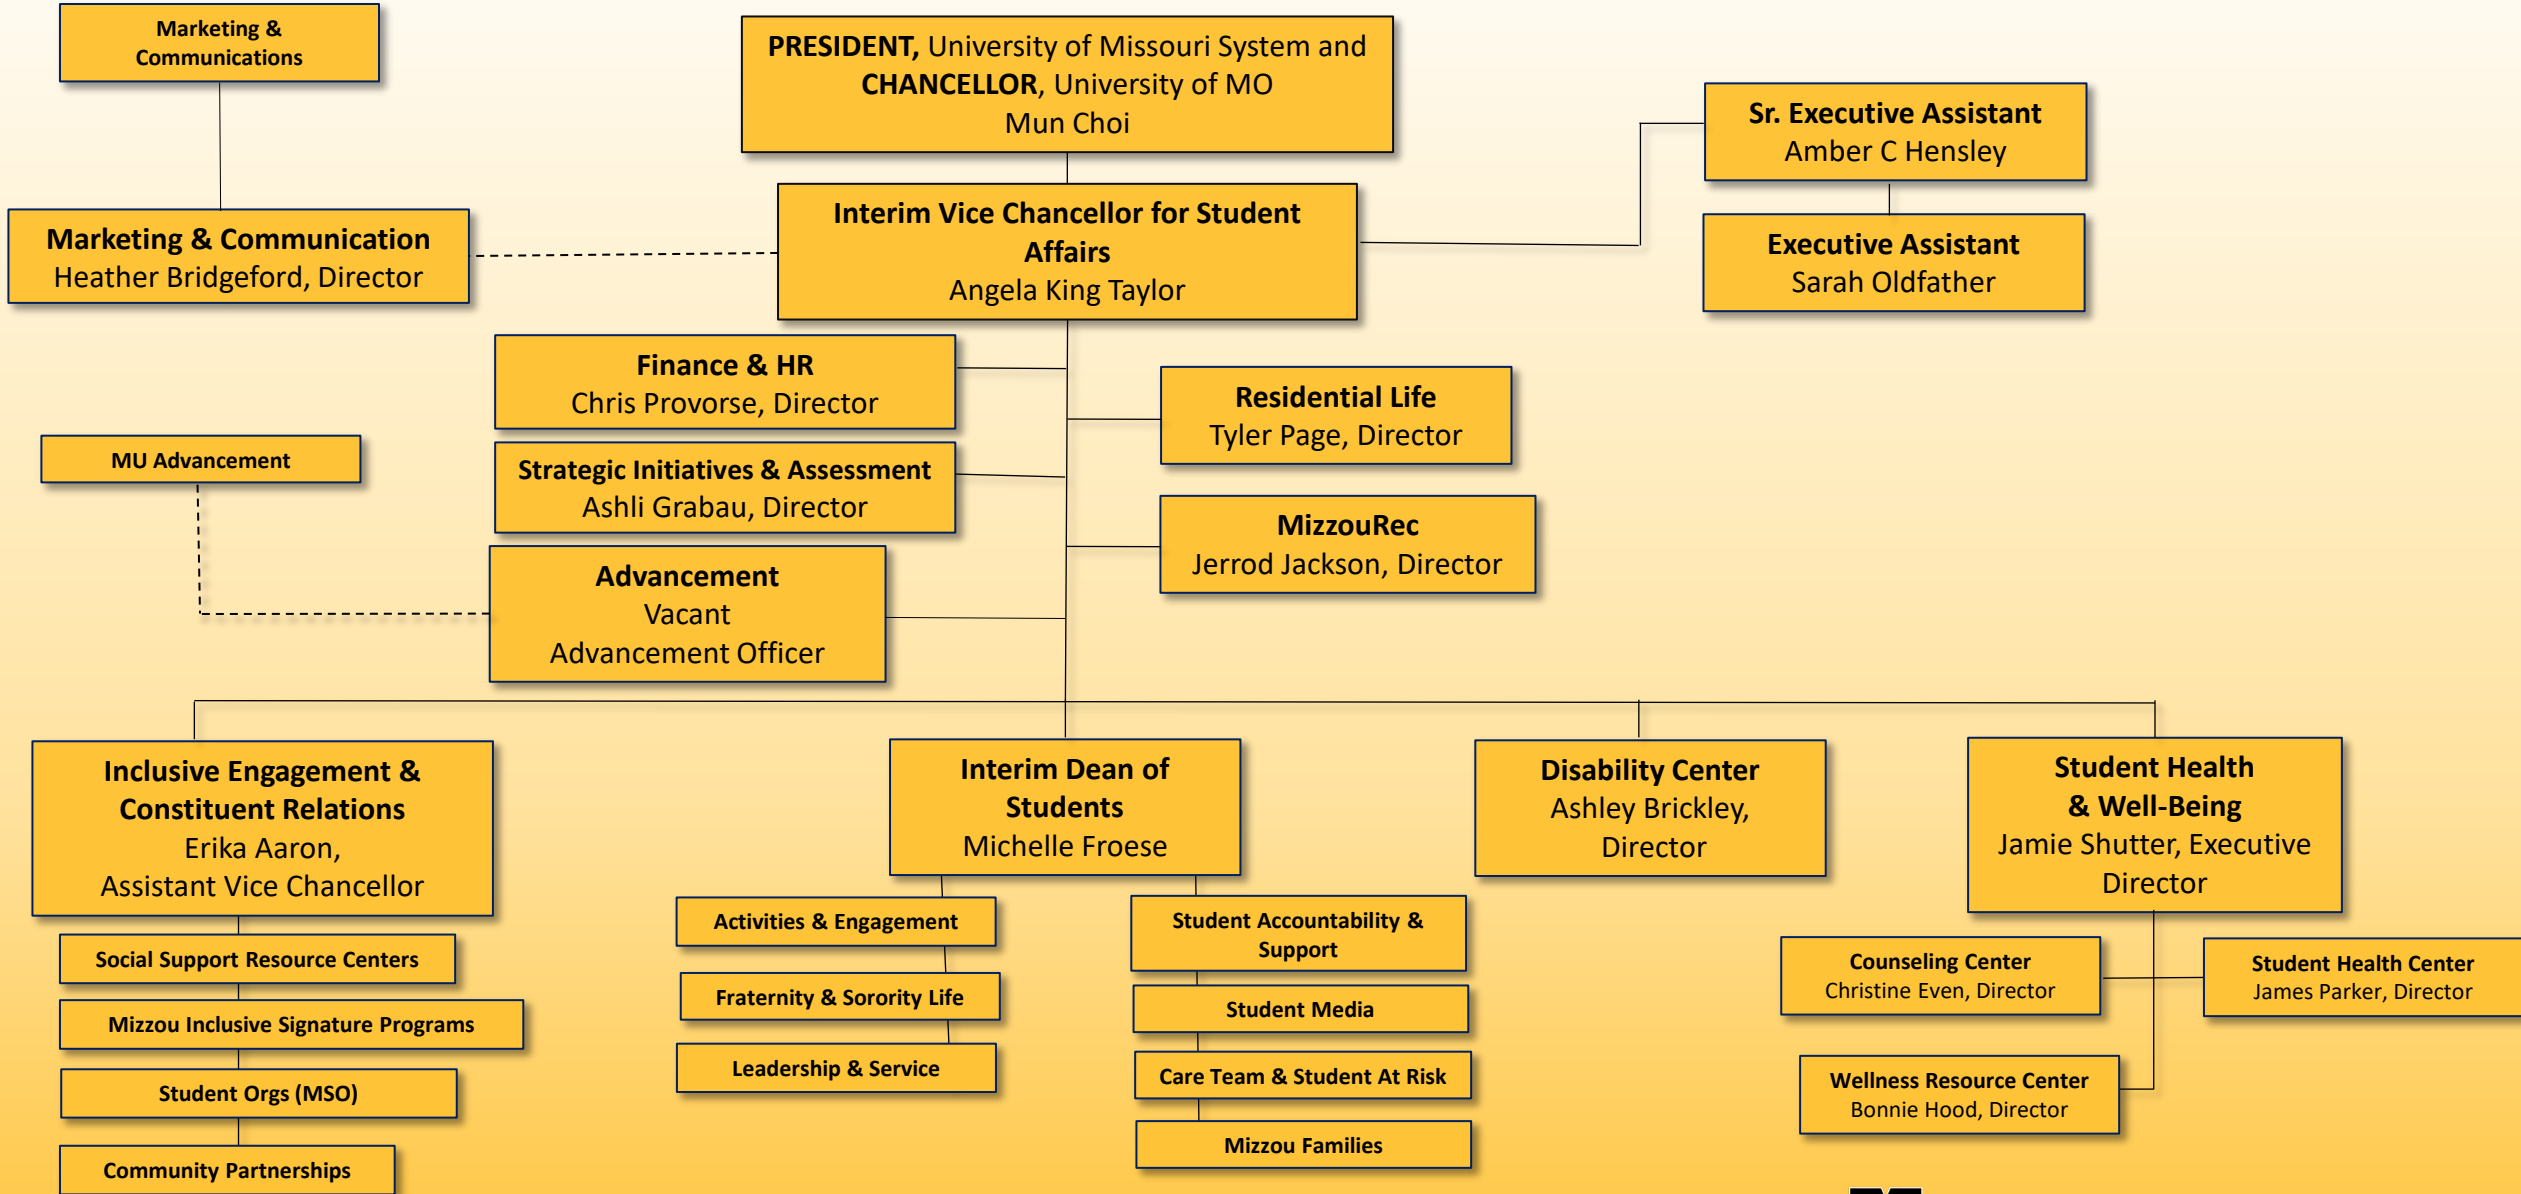 Marketing &
Communications
PRESIDENT, University of Missouri System and
CHANCELLOR, University of MO
Mun Choi
Sr. Executive Assistant
Amber C Hensley
Marketing & Communication
Heather Bridgeford, Director
Interim Vice Chancellor for Student
Affairs
Angela King Taylor
Executive Assistant
Sarah Oldfather
Finance & HR
Chris Provorse, Director
Residential Life
Tyler Page, Director
MU Advancement
Strategic Initiatives & Assessment
Ashli Grabau, Director
MizzouRec
Jerrod Jackson, Director
Advancement
Vacant
Advancement Officer
Inclusive Engagement &
Constituent Relations
Erika Aaron,
Assistant Vice Chancellor
Interim Dean of
Students
Michelle Froese
Disability Center
Ashley Brickley,
Director
Student Health
& Well-Being
Jamie Shutter, Executive
Director
Social Support Resource Centers
Mizzou Inclusive Signature Programs
Student Orgs (MSO)
Community Partnerships
Activities & Engagement
Fraternity & Sorority Life
Leadership & Service
Student Accountability &
Support
Student Media
Care Team & Student At Risk
Mizzou Families
Counseling Center
Christine Even, Director
Student Health Center
James Parker, Director
Wellness Resource Center
Bonnie Hood, Director